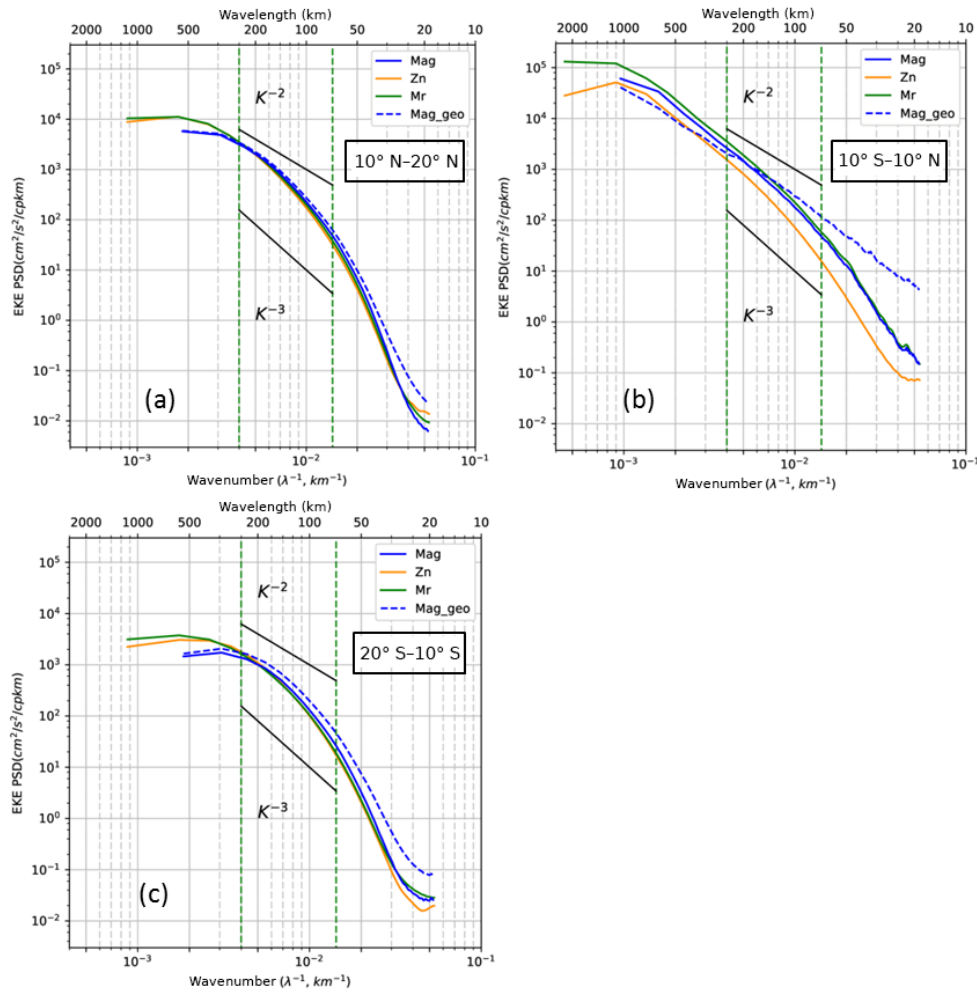 Wavelength (km)
2000 1000 500 200 100 50 20 10
10⁵
10⁴
10³
10²
10¹
10⁰
10⁻¹
10⁻²
EKE PSD(cm²/s²/cpkm)
Mag
Zn
Mr
Mag_geo
K⁻²
10° N–20° N
K⁻³
(a)
10⁻³ 10⁻² 10⁻¹
Wavenumber (λ⁻¹, km⁻¹)
Wavelength (km)
2000 1000 500 200 100 50 20 10
10⁵
10⁴
10³
10²
10¹
10⁰
10⁻¹
10⁻²
EKE PSD(cm²/s²/cpkm)
Mag
Zn
Mr
Mag_geo
K⁻²
10° S–10° N
K⁻³
(b)
10⁻³ 10⁻² 10⁻¹
Wavenumber (λ⁻¹, km⁻¹)
Wavelength (km)
2000 1000 500 200 100 50 20 10
10⁵
10⁴
10³
10²
10¹
10⁰
10⁻¹
10⁻²
EKE PSD(cm²/s²/cpkm)
Mag
Zn
Mr
Mag_geo
K⁻²
20° S–10° S
K⁻³
(c)
10⁻³ 10⁻² 10⁻¹
Wavenumber (λ⁻¹, km⁻¹)